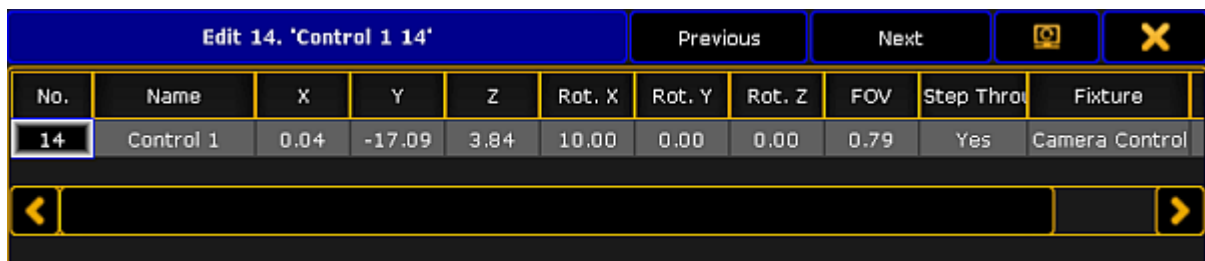 Edit 14. 'Control 1 14' Previous Next
No. Name X Y Z Rot. X Rot. Y Rot. Z FOV Step Throu Fixture
14 Control 1 0.04 -17.09 3.84 10.00 0.00 0.00 0.79 Yes Camera Control